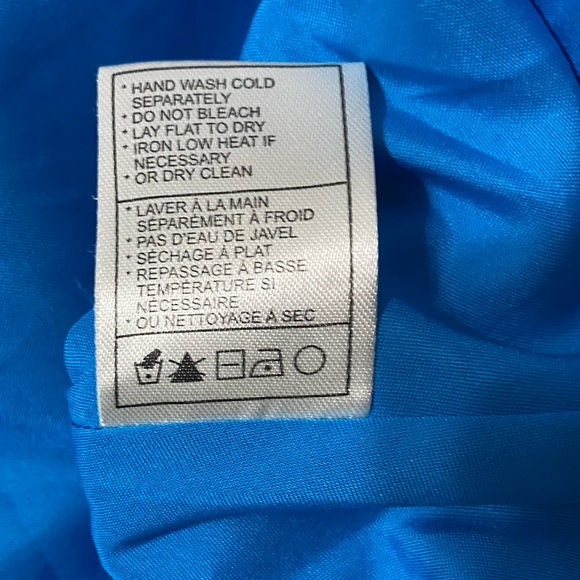 * HAND WASH COLD
SEPARATELY
* DO NOT BLEACH
* LAY FLAT TO DRY
* IRON LOW HEAT IF
NECESSARY
* OR DRY CLEAN
* LAVER À LA MAIN
SÉPARÉMENT À FROID
* PAS D'EAU DE JAVEL
* SÉCHAGE À PLAT
* REPASSAGE À BASSE
TEMPÉRATURE SI
NÉCESSAIRE
* OU NETTOYAGE À SEC